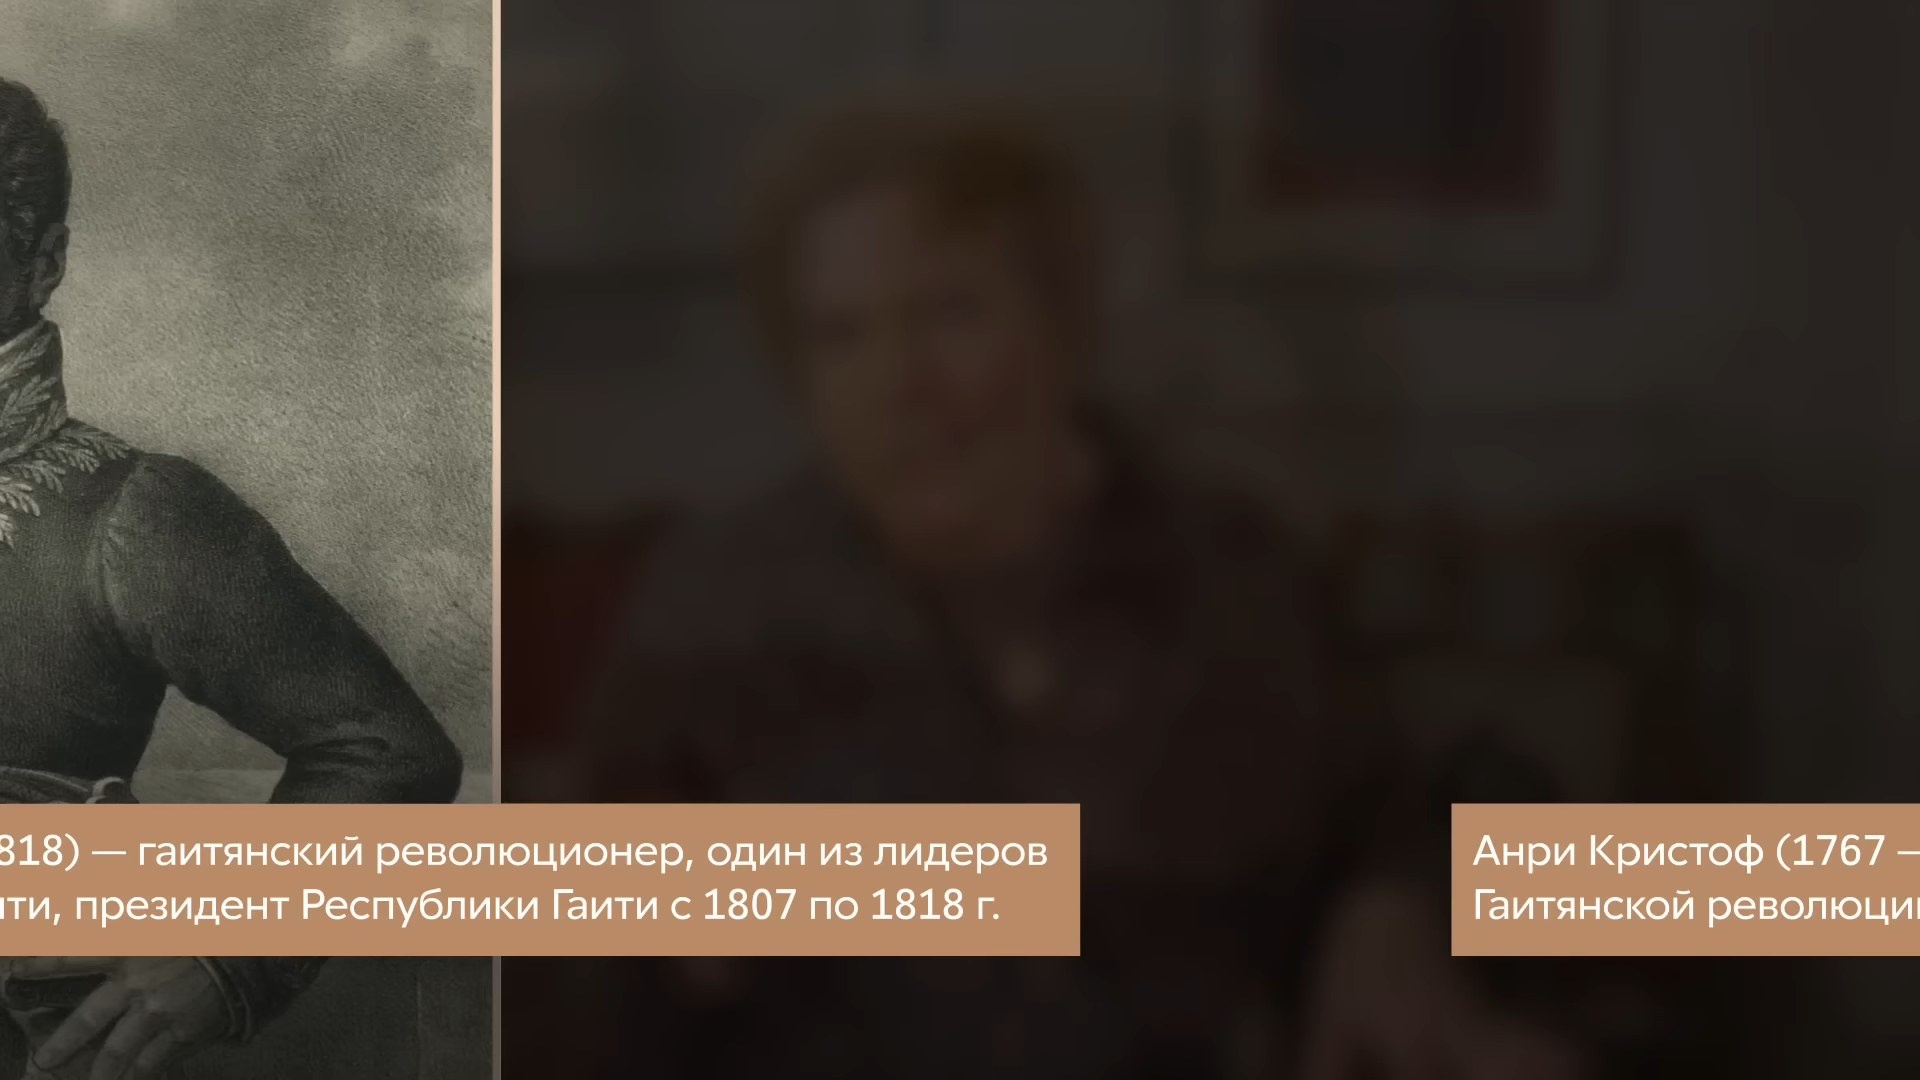 818) — гаитянский революционер, один из лидеров
ити, президент Республики Гаити с 1807 по 1818 г.
Анри Кристоф (1767 —
Гаитянской революци